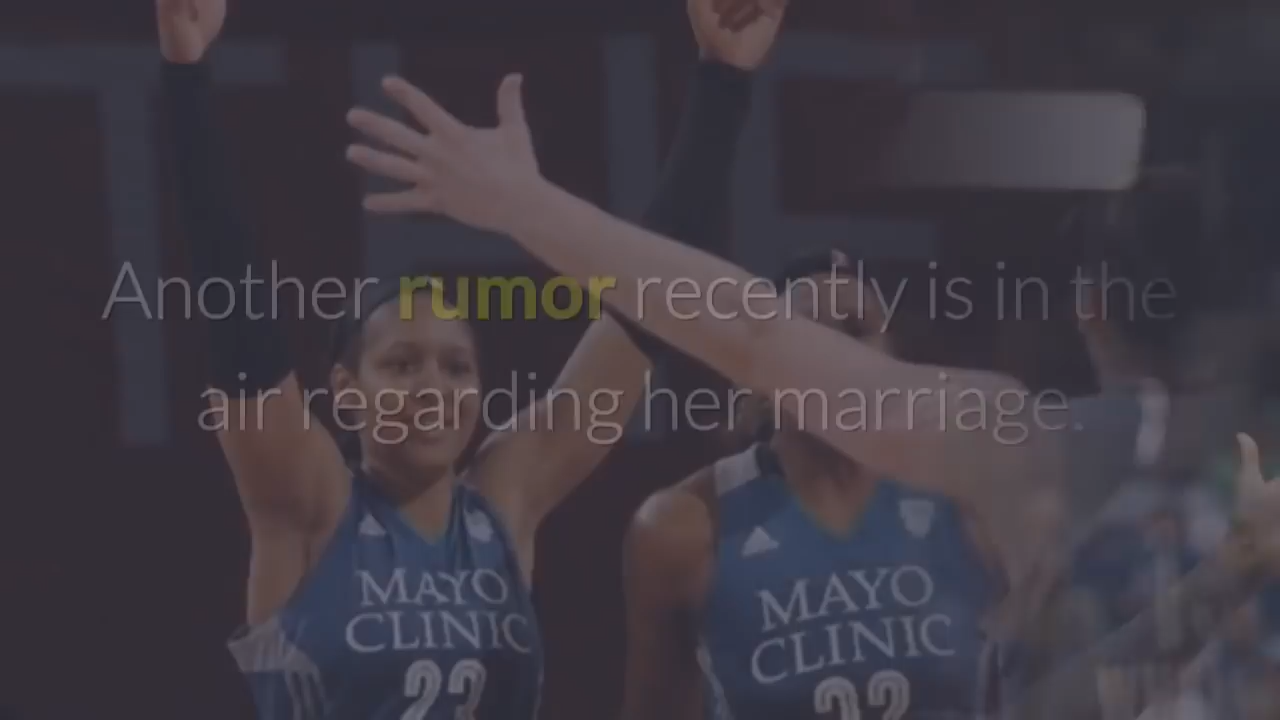 Another rumor recently is in the
air regarding her marriage.
MAYO
CLINIC
23
MAYO
CLINIC